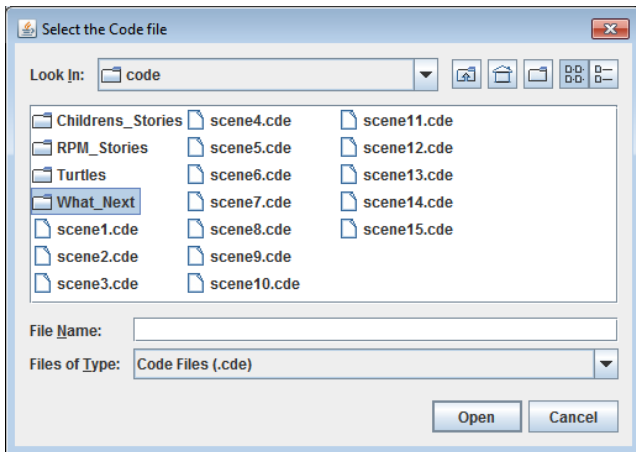 Select the Code file
Look In: code
Childrens_Stories scene4.cde scene11.cde
RPM_Stories scene5.cde scene12.cde
Turtles scene6.cde scene13.cde
What_Next scene7.cde scene14.cde
scene1.cde scene8.cde scene15.cde
scene2.cde scene9.cde
scene3.cde scene10.cde
File Name:
Files of Type: Code Files (.cde)
Open Cancel